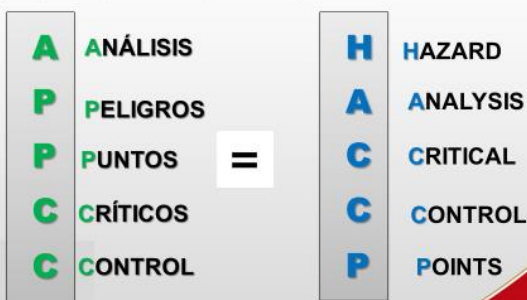 A ANÁLISIS
P PELIGROS
P PUNTOS
C CRÍTICOS
C CONTROL
=
H HAZARD
A ANALYSIS
C CRITICAL
C CONTROL
P POINTS